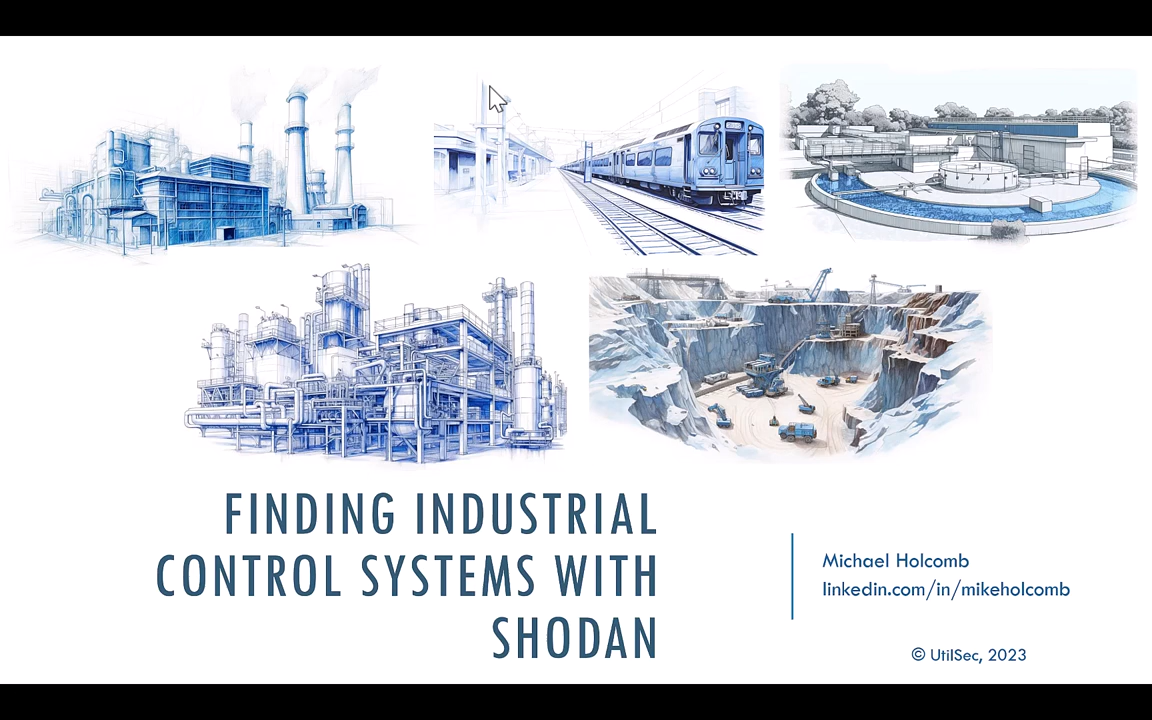 FINDING INDUSTRIAL
CONTROL SYSTEMS WITH
SHODAN
Michael Holcomb
linkedin.com/in/mikeholcomb
© UtilSec, 2023